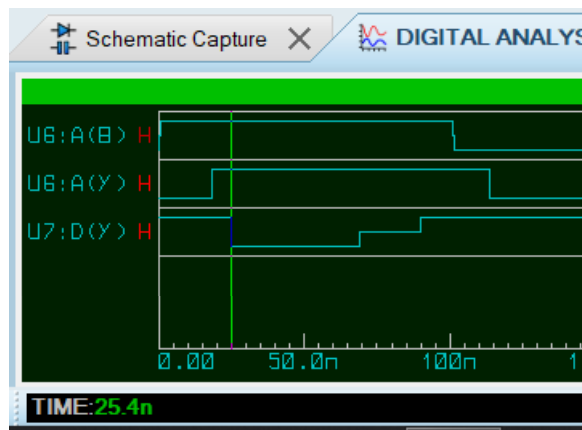 Schematic Capture DIGITAL ANALYS
U6:A(B) H
U6:A(Y) H
U7:D(Y) H
0.00 50.0n 100n 1
TIME:25.4n